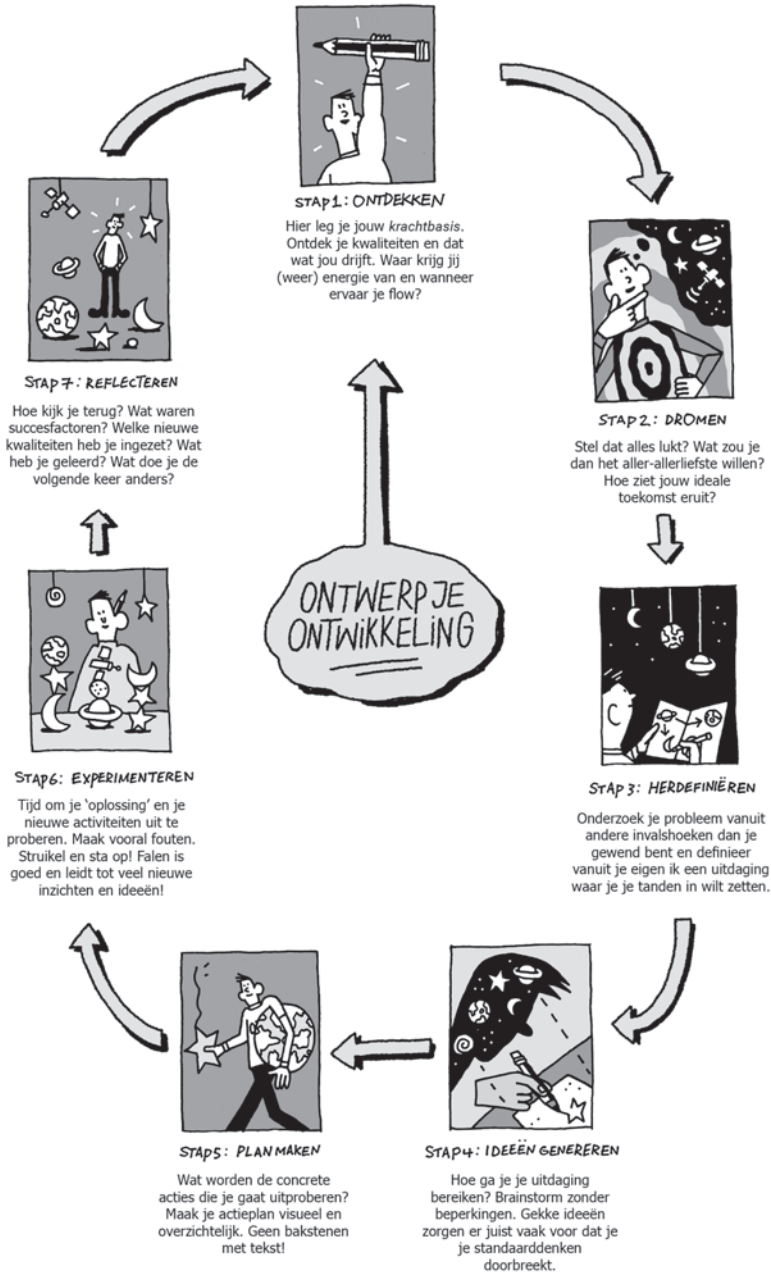 STAP 1: ONTDEKKEN
Hier leg je jouw krachtbasis.
Ontdek je kwaliteiten en dat
wat jou drijft. Waar krijg jij
(weer) energie van en wanneer
ervaar je flow?
STAP 2: DROMEN
Stel dat alles lukt? Wat zou je
dan het aller-allerliefste willen?
Hoe ziet jouw ideale
toekomst eruit?
STAP 3: HERDEFINIËREN
Onderzoek je probleem vanuit
andere invalshoeken dan je
gewend bent en definieer
vanuit je eigen ik een uitdaging
waar je je tanden in wilt zetten.
STAP 4: IDEEËN GENEREREN
Hoe ga je je uitdaging
bereiken? Brainstorm zonder
beperkingen. Gekke ideeën
zorgen er juist vaak voor dat je
je standaarddenken
doorbreekt.
STAP 5: PLAN MAKEN
Wat worden de concrete
acties die je gaat uitproberen?
Maak je actieplan visueel en
overzichtelijk. Geen bakstenen
met tekst!
STAP 6: EXPERIMENTEREN
Tijd om je ‘oplossing’ en je
nieuwe activiteiten uit te
proberen. Maak vooral fouten.
Struikel en sta op! Falen is
goed en leidt tot veel nieuwe
inzichten en ideeën!
STAP 7: REFLECTEREN
Hoe kijk je terug? Wat waren
succesfactoren? Welke nieuwe
kwaliteiten heb je ingezet? Wat
heb je geleerd? Wat doe je de
volgende keer anders?
ONTWERP JE
ONTWIKKELING